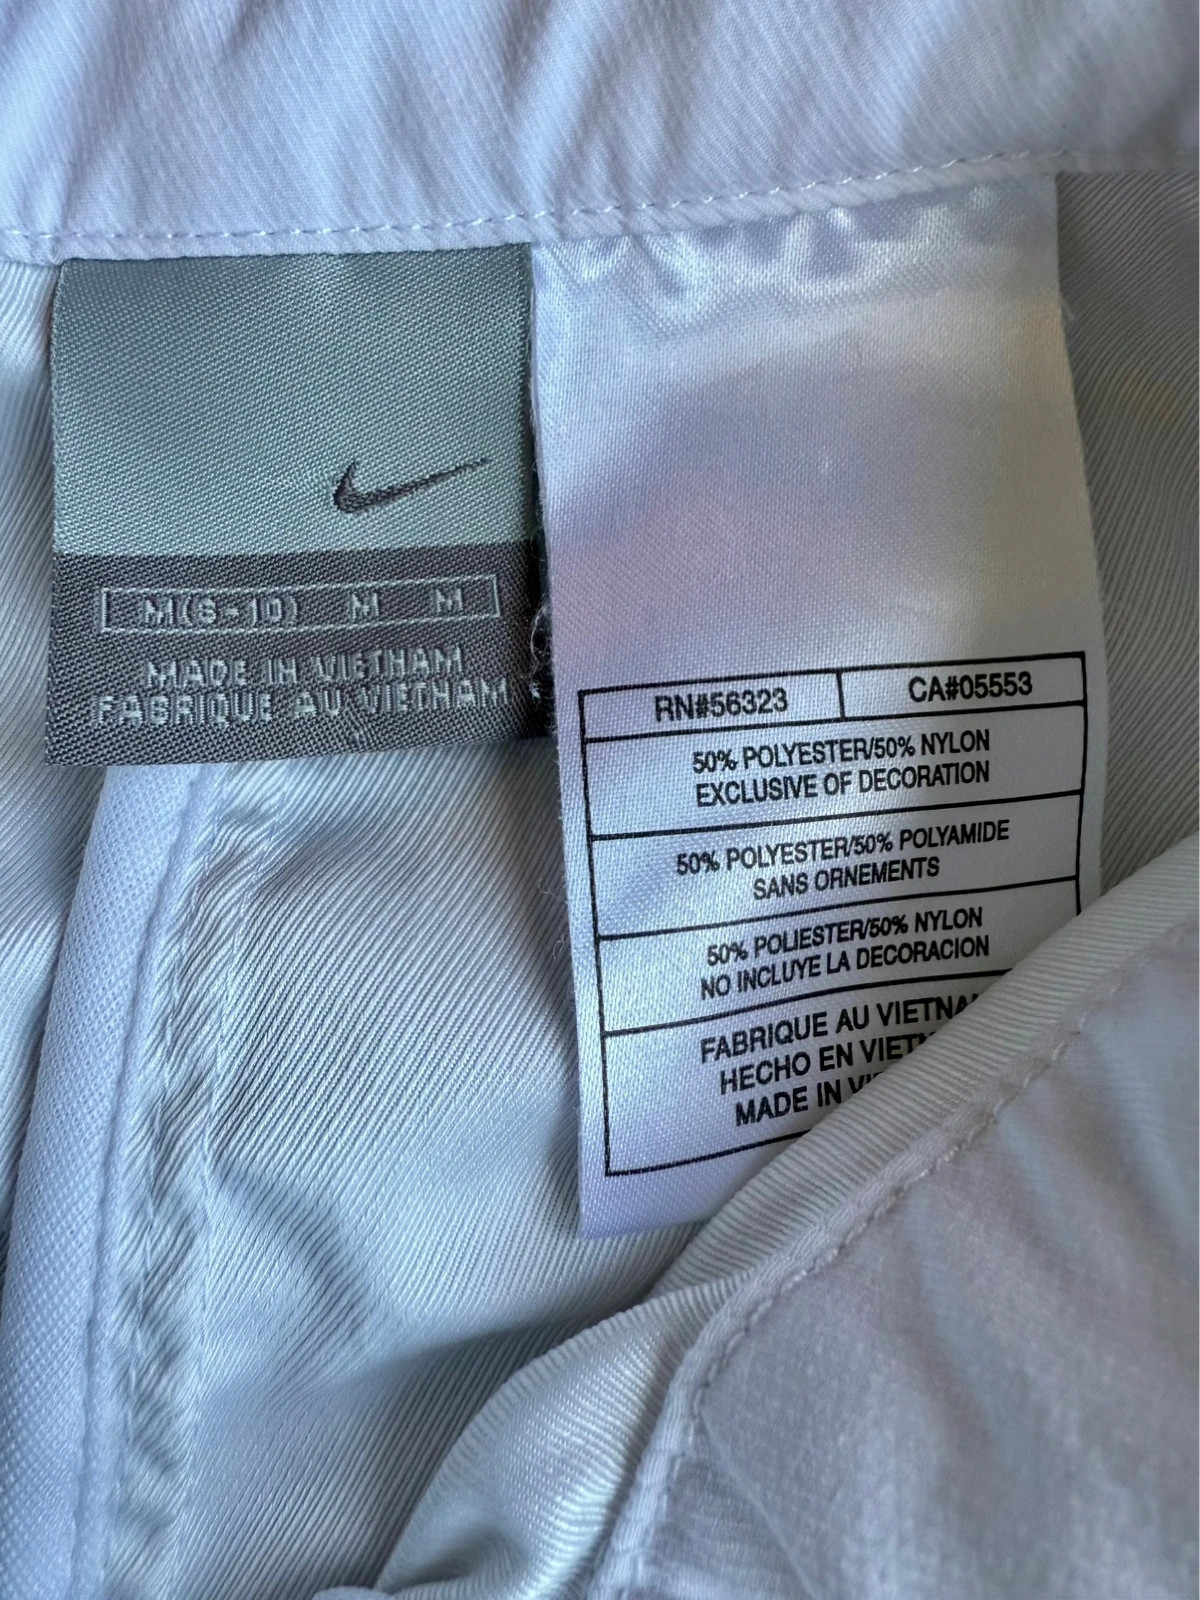 M(8-10) M M
MADE IN VIETNAM
FABRIQUE AU VIETNAM
RN#56323 CA#05553
50% POLYESTER/50% NYLON
EXCLUSIVE OF DECORATION
50% POLYESTER/50% POLYAMIDE
SANS ORNEMENTS
50% POLIESTER/50% NYLON
NO INCLUYE LA DECORACION
FABRIQUE AU
HECHO EN
MADE IN